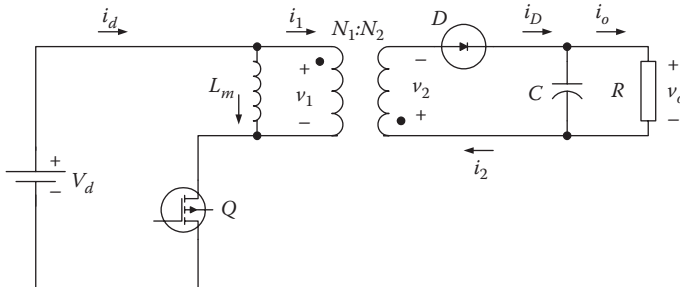 i_d
i_1
N_1:N_2
D
i_D
i_o
L_m
+
v_1
−
−
v_2
+
C
R
+
v_o
−
i_2
+
V_d
−
Q